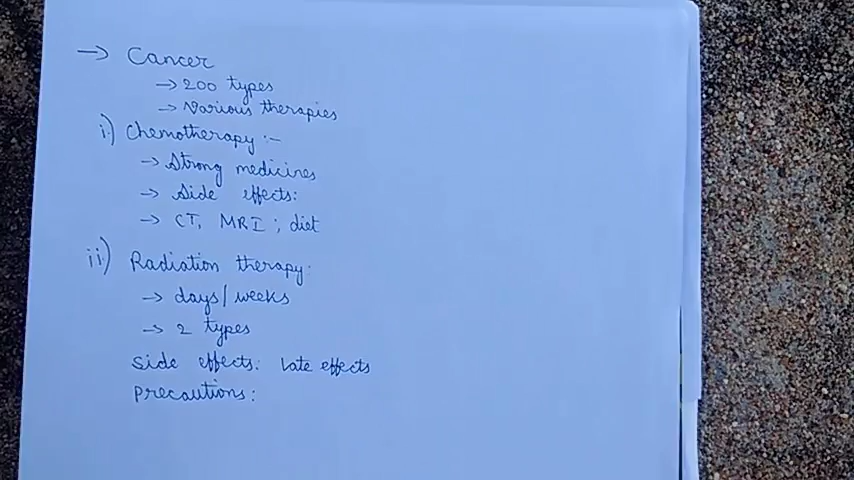 → Cancer
→ 200 types
→ Various therapies
i.) Chemotherapy :-
→ Strong medicines
→ Side effects:
→ CT, MRI ; diet
ii.) Radiation therapy:
→ days/weeks
→ 2 types
Side effects: Late effects
Precautions: